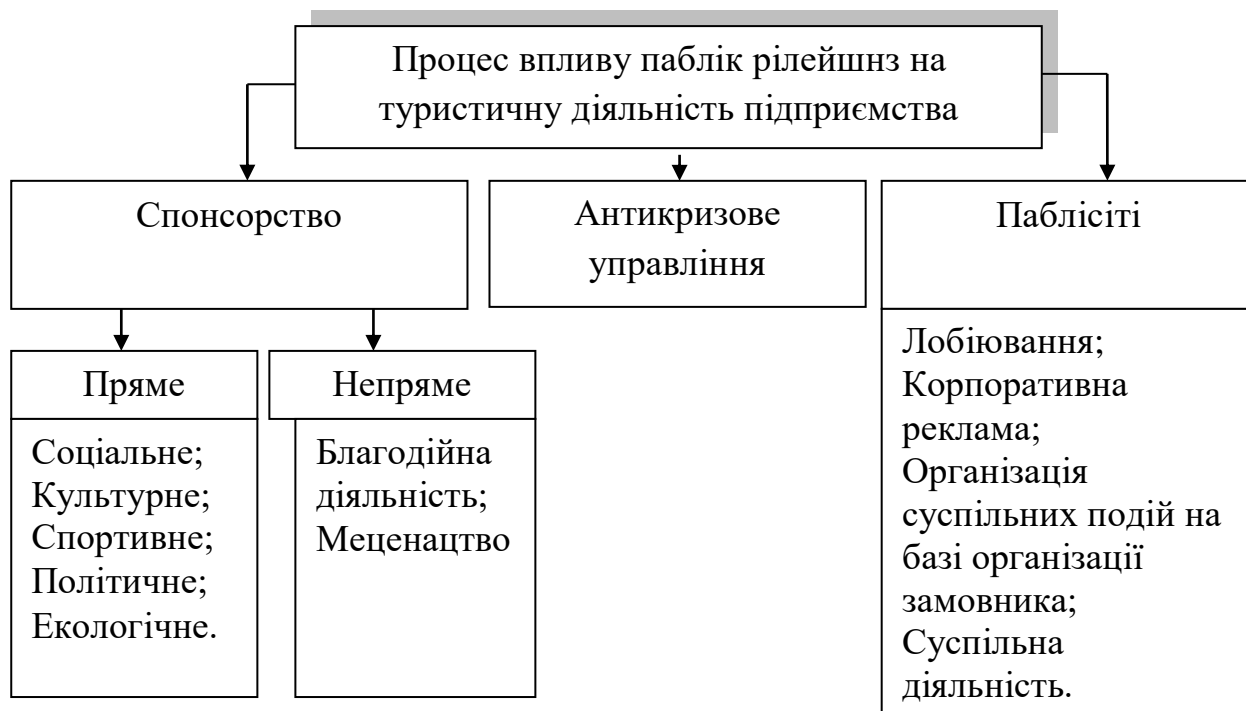 Процес впливу паблік рілейшнз на
туристичну діяльність підприємства
Спонсорство
Антикризове
управління
Паблісіті
Пряме
Соціальне;
Культурне;
Спортивне;
Політичне;
Екологічне.
Непряме
Благодійна
діяльність;
Меценацтво
Лобіювання;
Корпоративна
реклама;
Організація
суспільних подій на
базі організації
замовника;
Суспільна
діяльність.